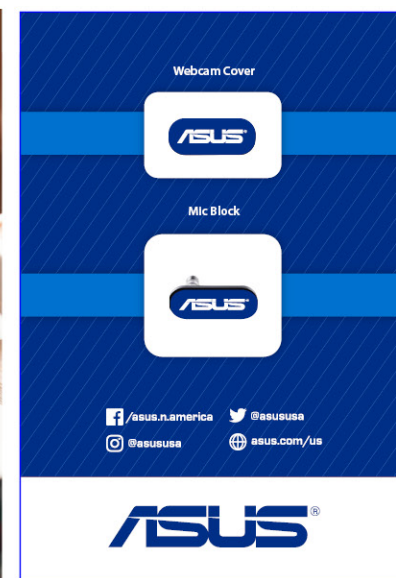 Webcam Cover
ASUS
Mic Block
ASUS
/asus.n.america @asususa
@asususa asus.com/us
ASUS®